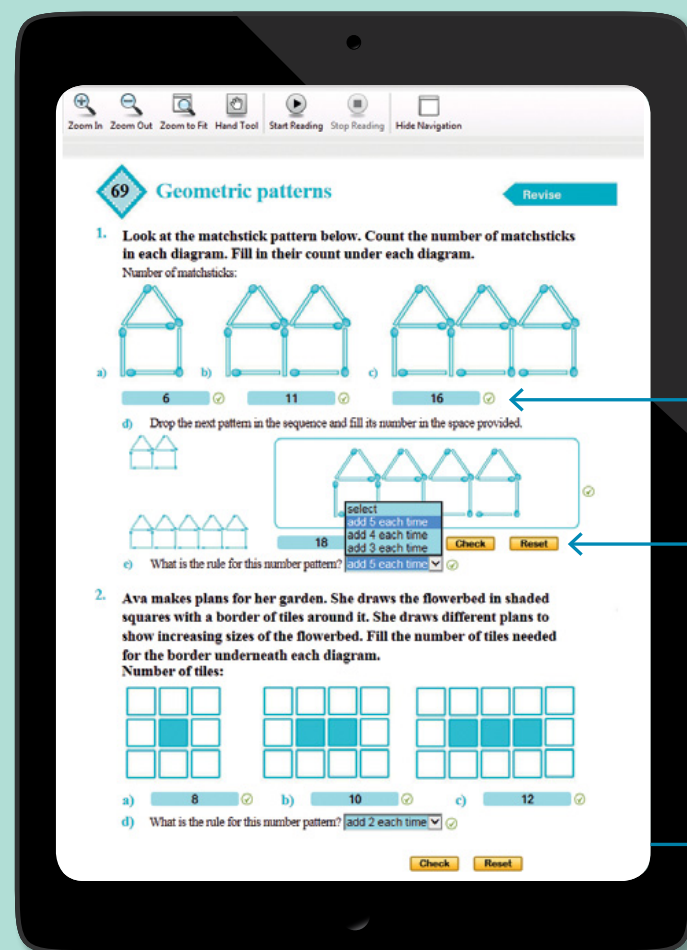 Zoom In Zoom Out Zoom to Fit Hand Tool Start Reading Stop Reading Hide Navigation
69 Geometric patterns
Revise
1. Look at the matchstick pattern below. Count the number of matchsticks
in each diagram. Fill in their count under each diagram.
Number of matchsticks:
a) b) c)
6 11 16
d) Drop the next pattern in the sequence and fill its number in the space provided.
select
add 5 each time
add 4 each time
add 3 each time
18 Check Reset
e) What is the rule for this number pattern? add 5 each time
2. Ava makes plans for her garden. She draws the flowerbed in shaded
squares with a border of tiles around it. She draws different plans to
show increasing sizes of the flowerbed. Fill the number of tiles needed
for the border underneath each diagram.
Number of tiles:
a) 8 b) 10 c) 12
d) What is the rule for this number pattern? add 2 each time
Check Reset